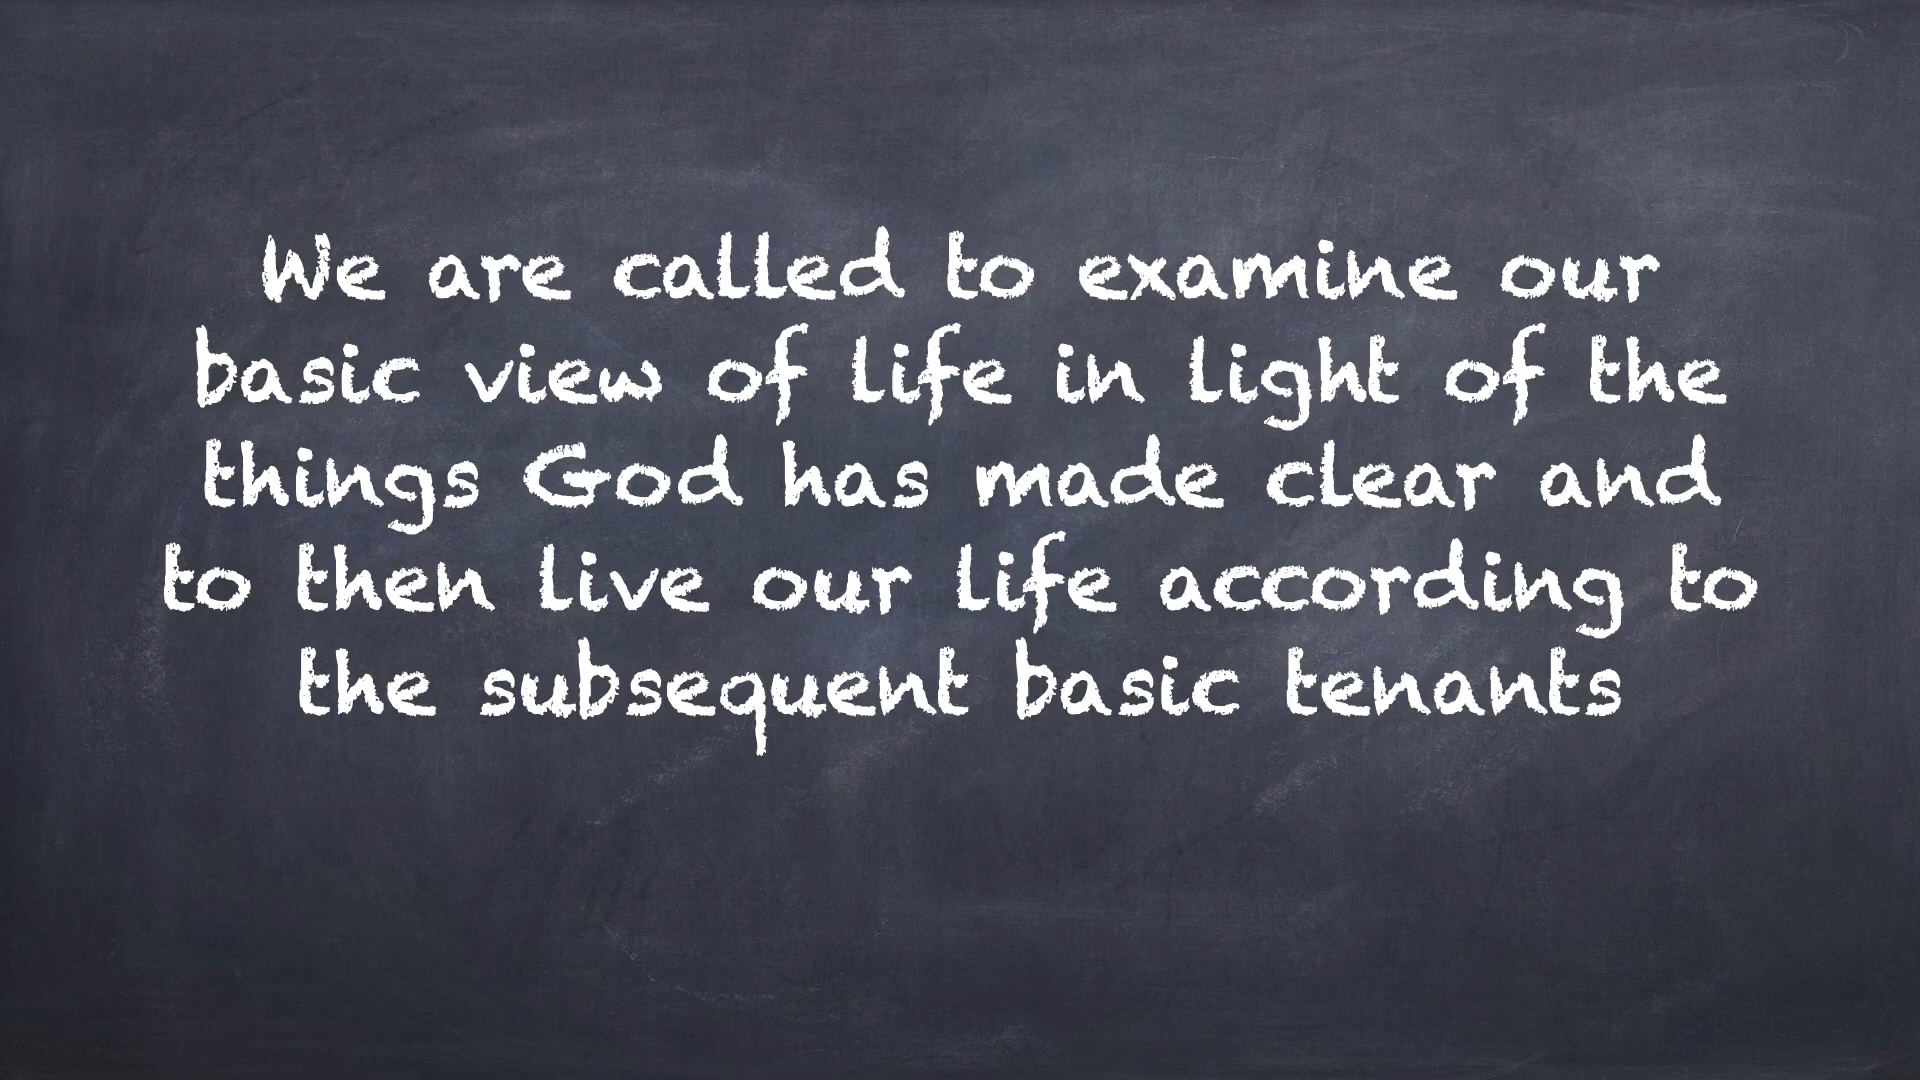 We are called to examine our
basic view of life in light of the
things God has made clear and
to then live our life according to
the subsequent basic tenants